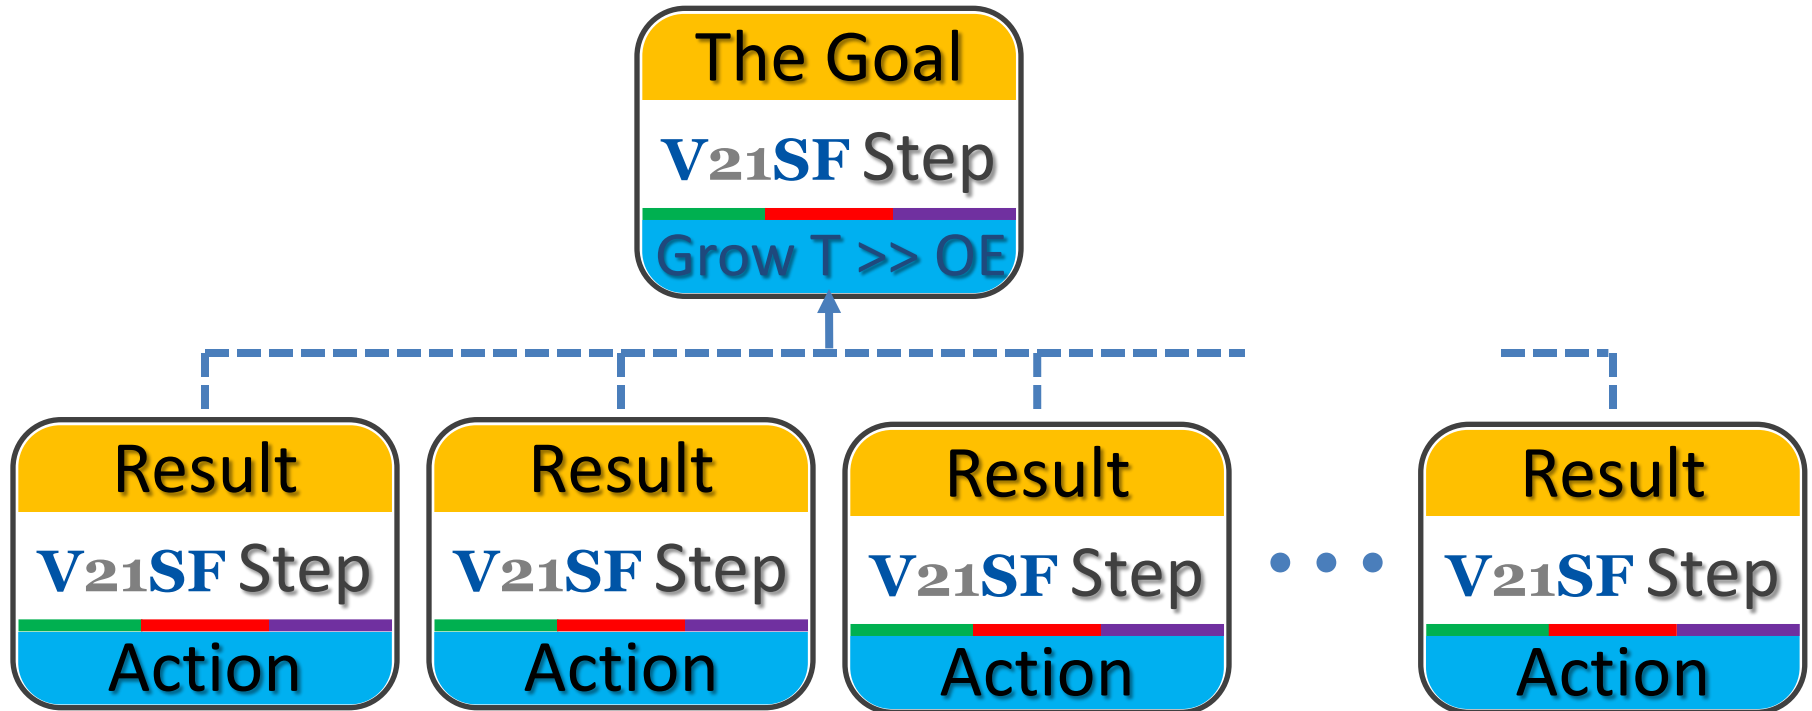 The Goal
V21SF Step
Grow T >> OE
Result
V21SF Step
Action
Result
V21SF Step
Action
Result
V21SF Step
Action
Result
V21SF Step
Action